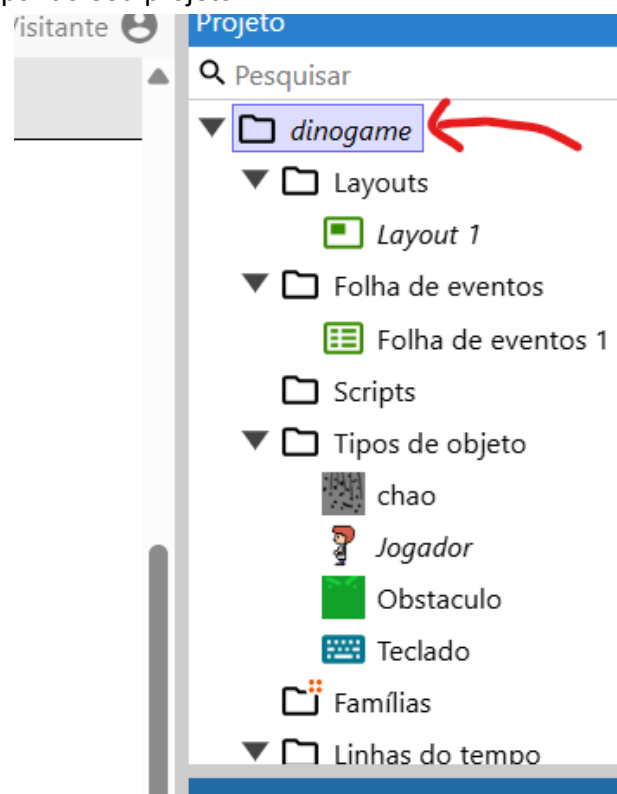 Visitante
Projeto
Pesquisar
dinogame
Layouts
Layout 1
Folha de eventos
Folha de eventos 1
Scripts
Tipos de objeto
chao
Jogador
Obstaculo
Teclado
Famílias
Linhas do tempo